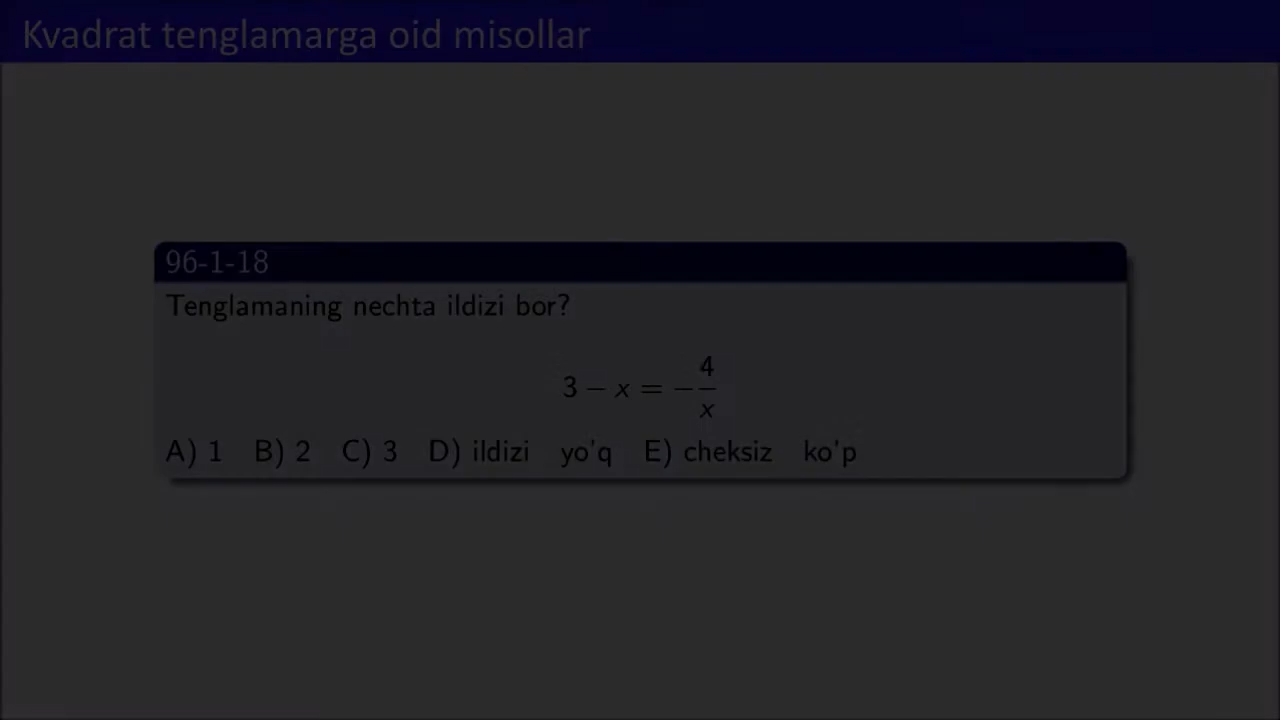 Kvadrat tenglamarga oid misollar
96-1-18
Tenglamaning nechta ildizi bor?
3 − x = −4/x
A) 1 B) 2 C) 3 D) ildizi yo'q E) cheksiz ko'p